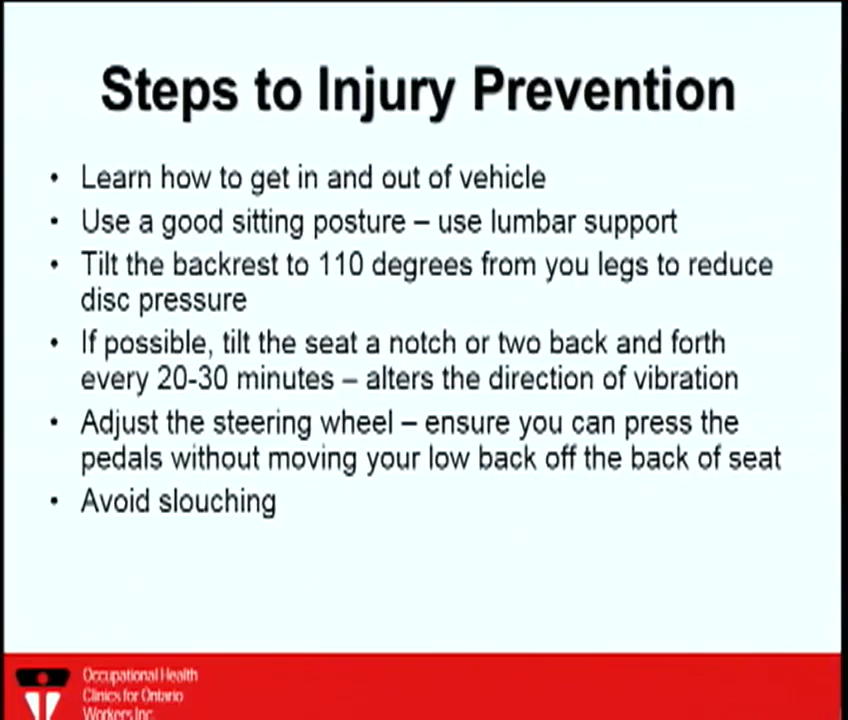 Steps to Injury Prevention
• Learn how to get in and out of vehicle
• Use a good sitting posture – use lumbar support
• Tilt the backrest to 110 degrees from you legs to reduce
disc pressure
• If possible, tilt the seat a notch or two back and forth
every 20-30 minutes – alters the direction of vibration
• Adjust the steering wheel – ensure you can press the
pedals without moving your low back off the back of seat
• Avoid slouching
Occupational Health
Clinics for Ontario
Workers Inc.